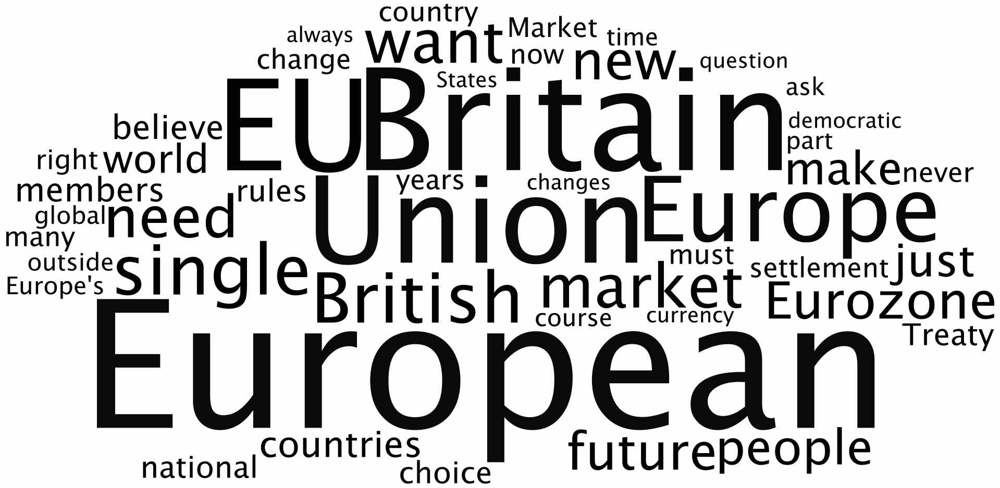 country
always want Market time
change now new question
EU Britain States ask
believe democratic
right world part
members rules years changes make never
global need Union Europe
many
outside single must settlement just
Europe's British market Eurozone
course currency
European Treaty
countries future people
national choice